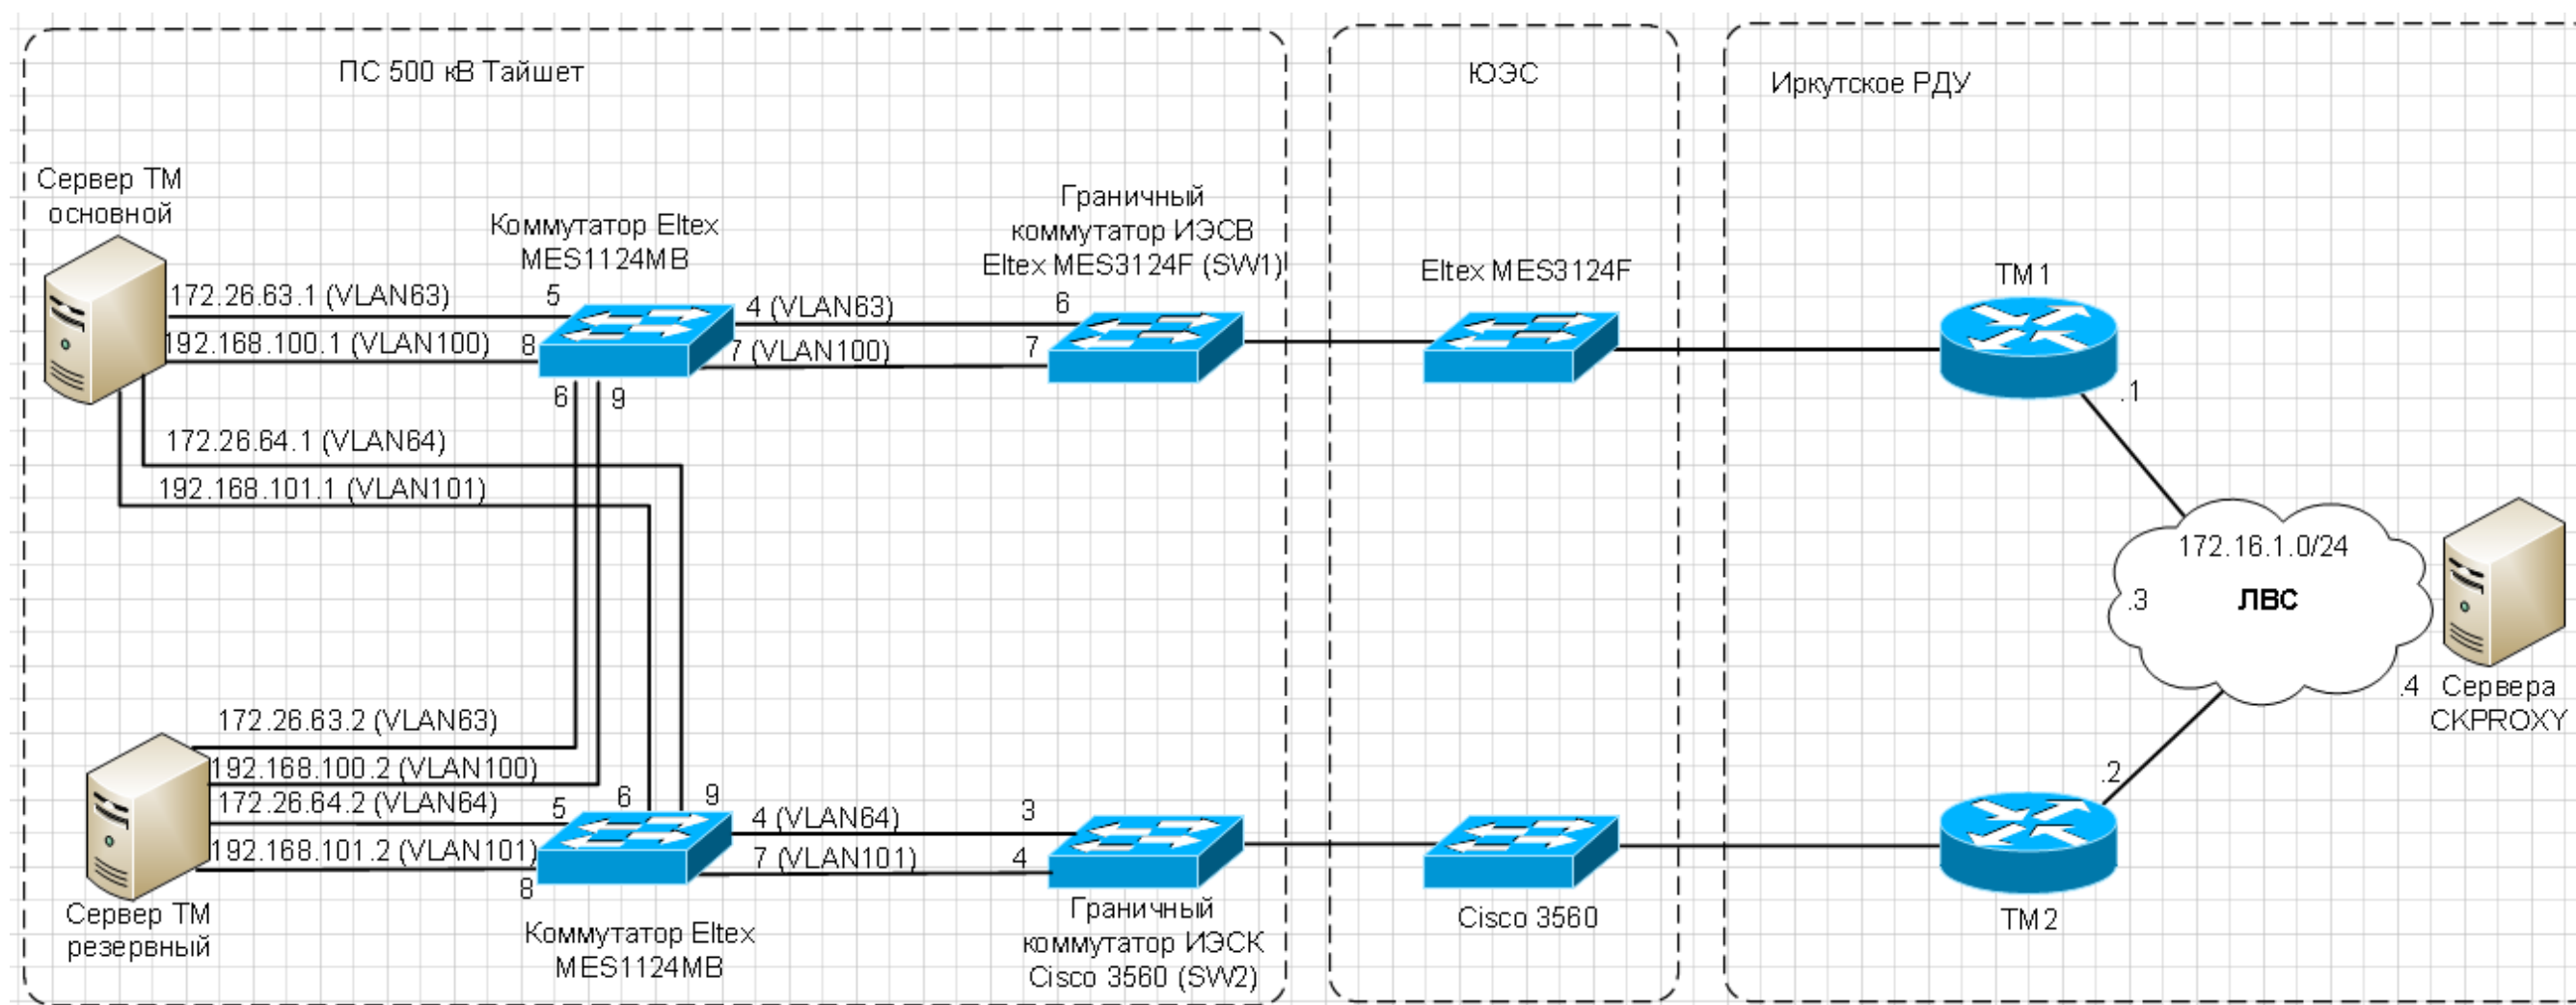 ПС 500 кВ Тайшет
ЮЭС
Иркутское РДУ
Сервер ТМ
основной
Коммутатор Eltex
MES1124MB
Граничный
коммутатор ИЭСВ
Eltex MES3124F (SW1)
Eltex MES3124F
ТМ1
172.26.63.1 (VLAN63)
5
4 (VLAN63)
6
192.168.100.1 (VLAN100)
8
7 (VLAN100)
7
6
9
.1
172.26.64.1 (VLAN64)
192.168.101.1 (VLAN101)
172.16.1.0/24
.3
ЛВС
.4
Сервера
CKPROXY
172.26.63.2 (VLAN63)
192.168.100.2 (VLAN100)
.2
172.26.64.2 (VLAN64)
5
6
9
4 (VLAN64)
3
192.168.101.2 (VLAN101)
8
7 (VLAN101)
4
Сервер ТМ
резервный
Коммутатор Eltex
MES1124MB
Граничный
коммутатор ИЭСК
Cisco 3560 (SW2)
Cisco 3560
ТМ2